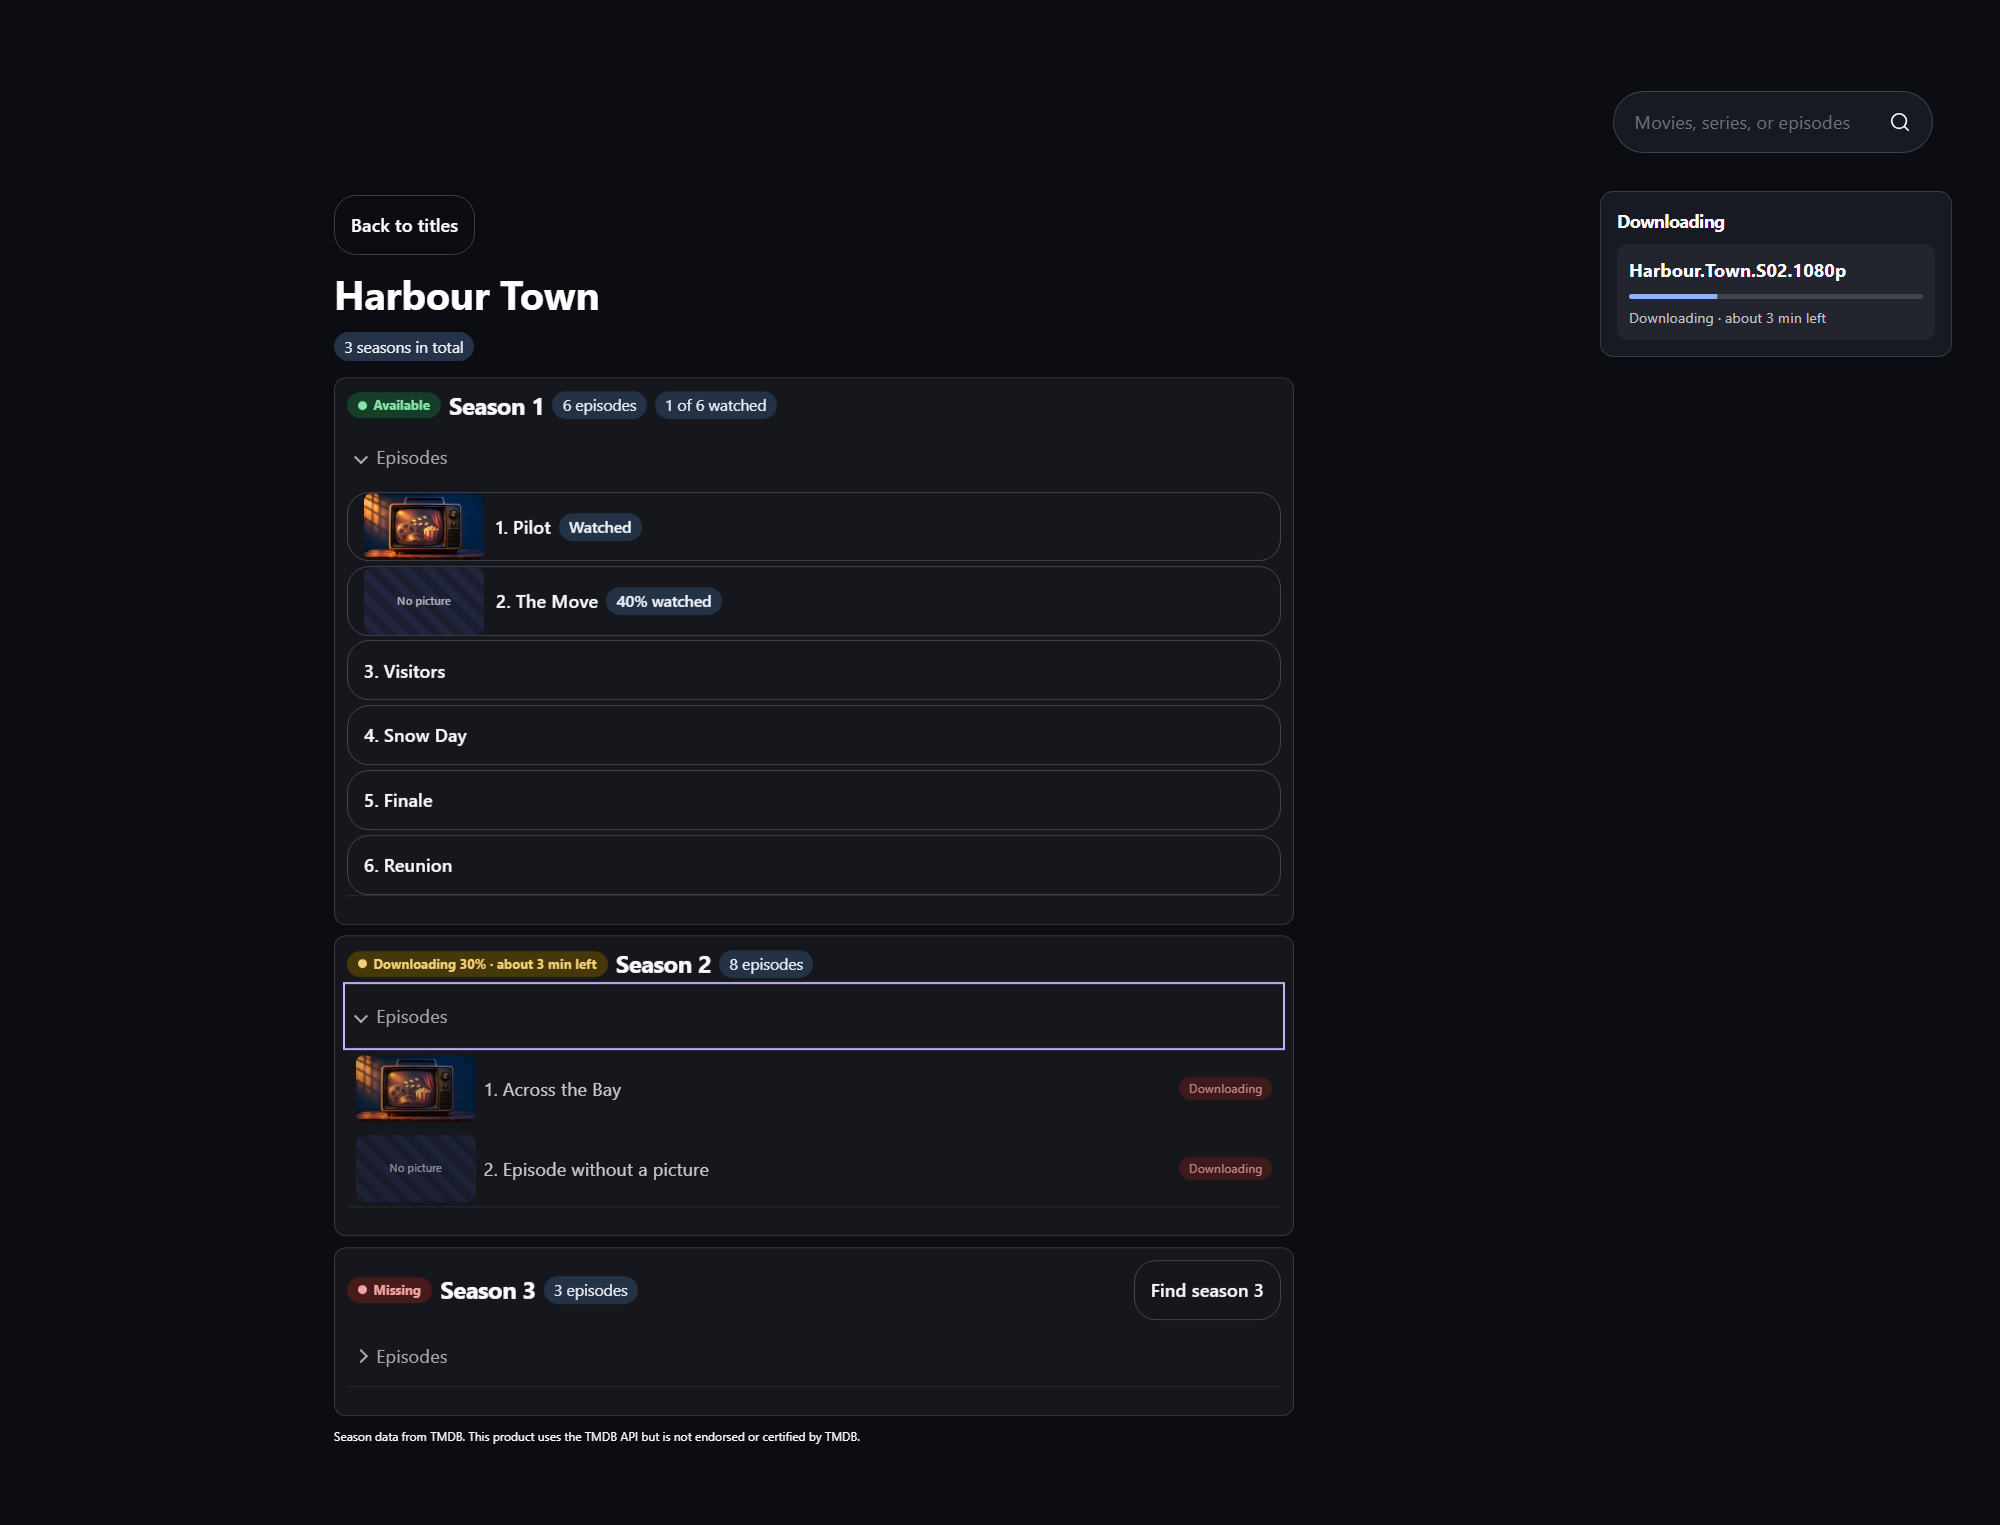 Movies, series, or episodes
Back to titles
Downloading
Harbour.Town.S02.1080p
Downloading · about 3 min left
Harbour Town
3 seasons in total
Available Season 1 6 episodes 1 of 6 watched
Episodes
1. Pilot Watched
No picture 2. The Move 40% watched
3. Visitors
4. Snow Day
5. Finale
6. Reunion
Downloading 30% · about 3 min left Season 2 8 episodes
Episodes
1. Across the Bay Downloading
No picture 2. Episode without a picture Downloading
Missing Season 3 3 episodes Find season 3
Episodes
Season data from TMDB. This product uses the TMDB API but is not endorsed or certified by TMDB.